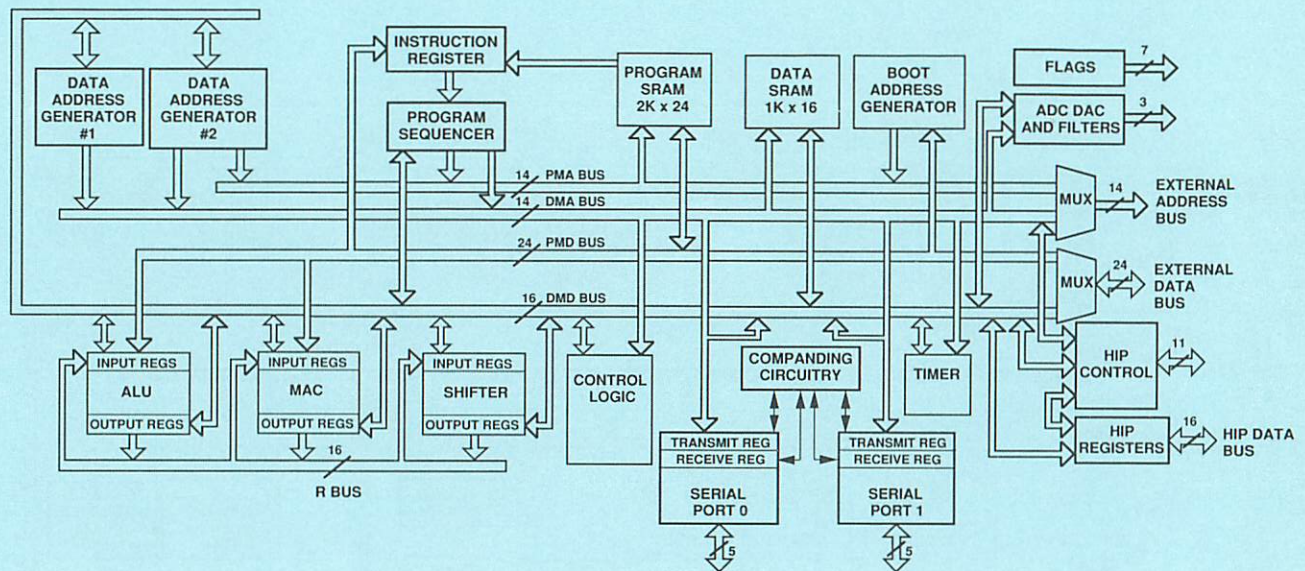 DATA
ADDRESS
GENERATOR
#1
DATA
ADDRESS
GENERATOR
#2
INSTRUCTION
REGISTER
PROGRAM
SEQUENCER
PROGRAM
SRAM
2K x 24
DATA
SRAM
1K x 16
BOOT
ADDRESS
GENERATOR
FLAGS
7
ADC DAC
AND FILTERS
3
14 PMA BUS
14 DMA BUS
24 PMD BUS
16 DMD BUS
MUX
14
EXTERNAL
ADDRESS
BUS
MUX
24
EXTERNAL
DATA
BUS
INPUT REGS
ALU
OUTPUT REGS
INPUT REGS
MAC
OUTPUT REGS
INPUT REGS
SHIFTER
OUTPUT REGS
16
R BUS
CONTROL
LOGIC
COMPANDING
CIRCUITRY
TIMER
HIP
CONTROL
11
HIP
REGISTERS
16
HIP DATA
BUS
TRANSMIT REG
RECEIVE REG
SERIAL
PORT 0
5
TRANSMIT REG
RECEIVE REG
SERIAL
PORT 1
5